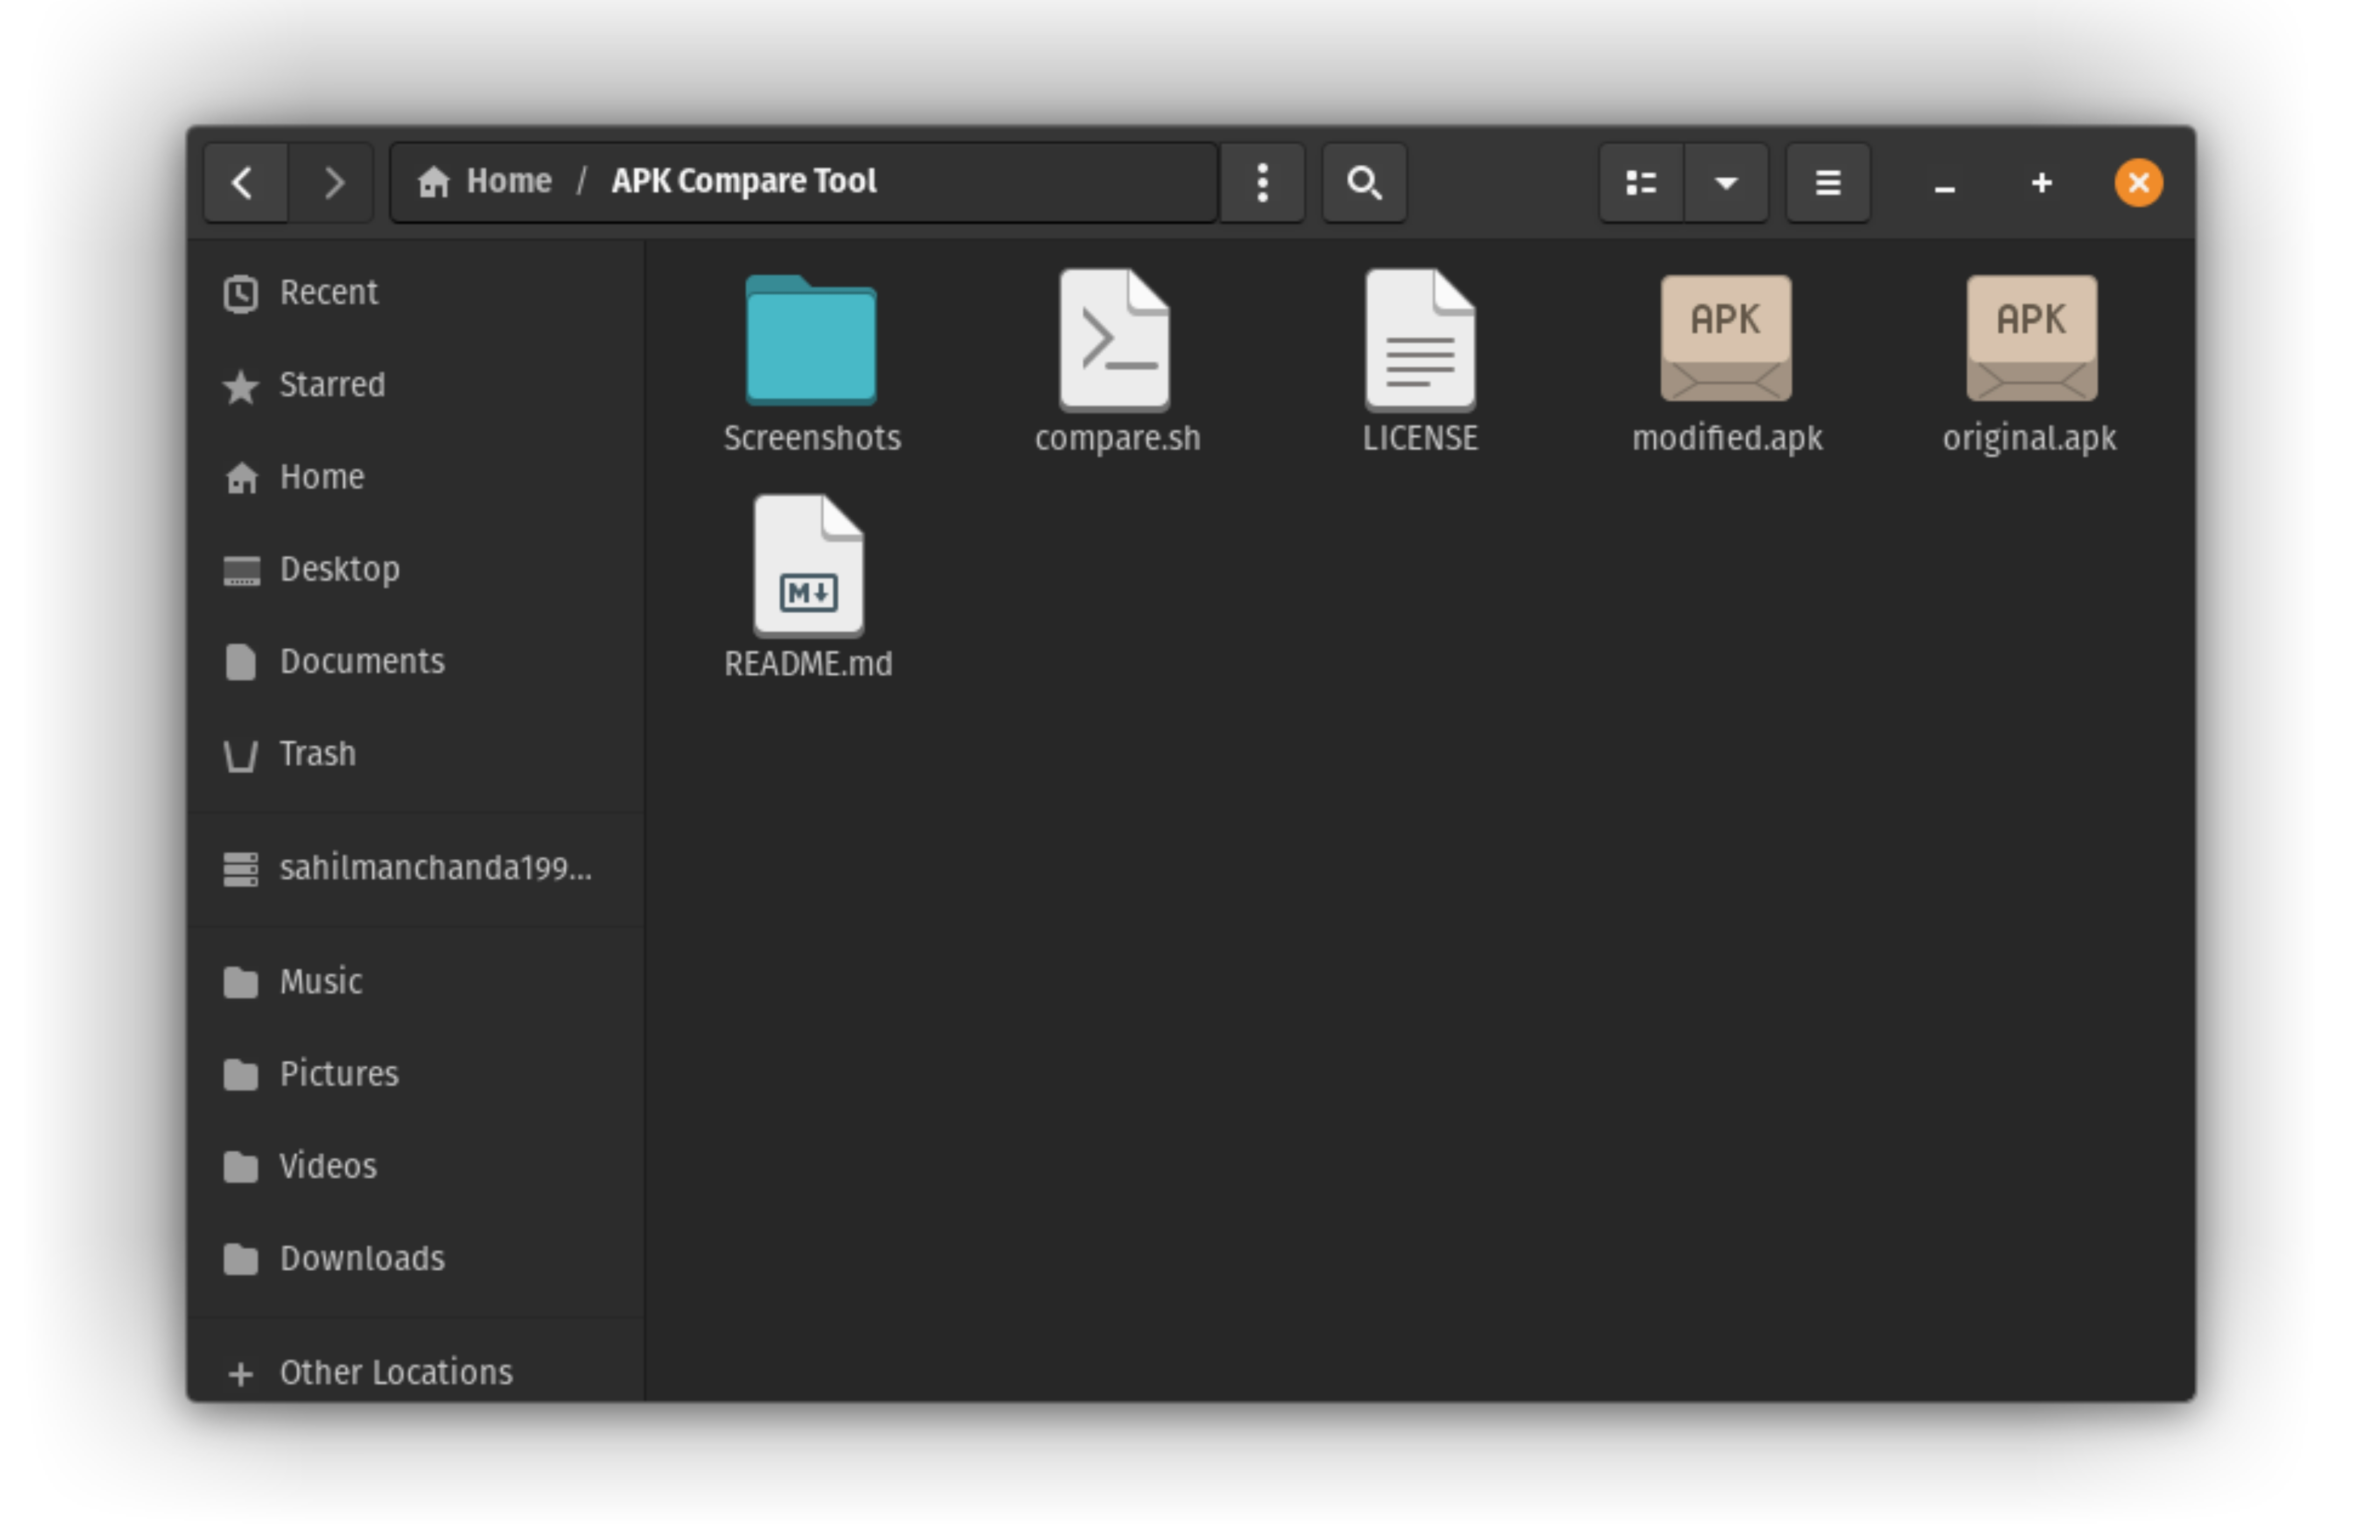 Home / APK Compare Tool
Recent
Starred
Home
Desktop
Documents
Trash
sahilmanchanda199...
Music
Pictures
Videos
Downloads
Other Locations
Screenshots
compare.sh
LICENSE
APK
modified.apk
APK
original.apk
M
README.md